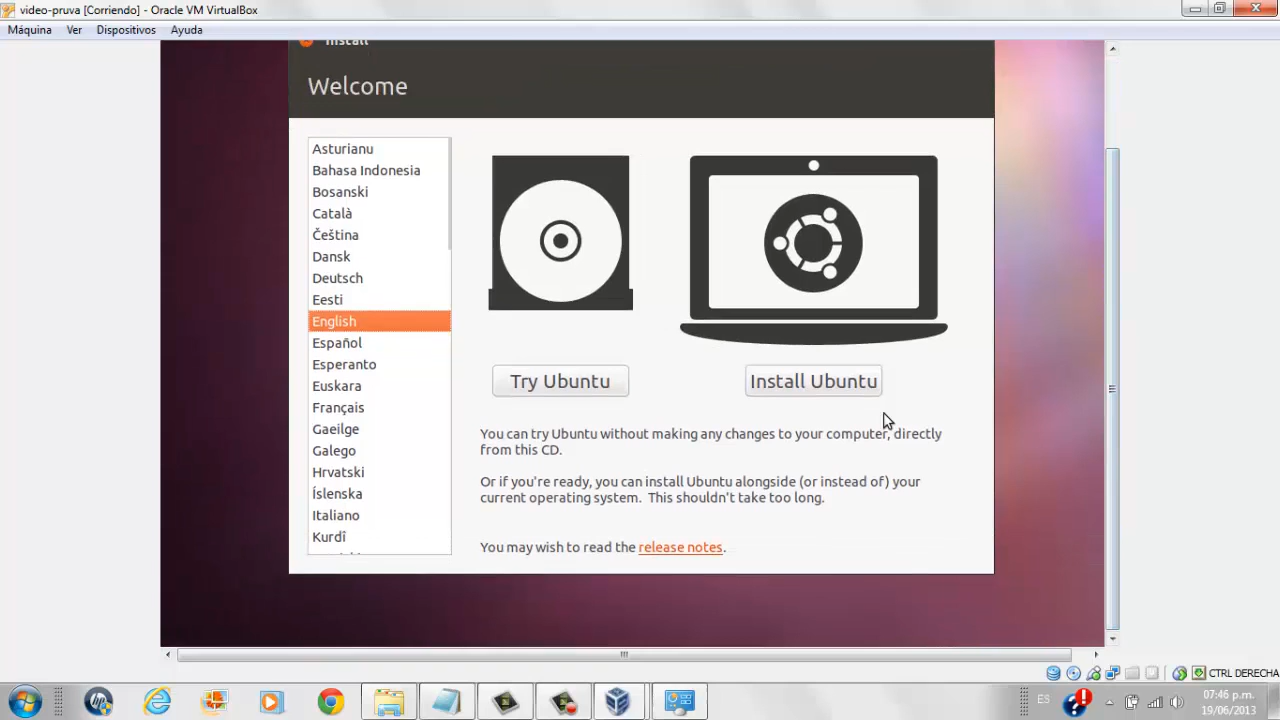 video-pruva [Corriendo] - Oracle VM VirtualBox
Máquina Ver Dispositivos Ayuda
Install
Welcome
Asturianu
Bahasa Indonesia
Bosanski
Català
Čeština
Dansk
Deutsch
Eesti
English
Español
Esperanto
Euskara
Français
Gaeilge
Galego
Hrvatski
Íslenska
Italiano
Kurdî
Try Ubuntu
Install Ubuntu
You can try Ubuntu without making any changes to your computer, directly
from this CD.
Or if you're ready, you can install Ubuntu alongside (or instead of) your
current operating system. This shouldn't take too long.
You may wish to read the release notes.
CTRL DERECHA
ES
07:46 p.m.
19/06/2013